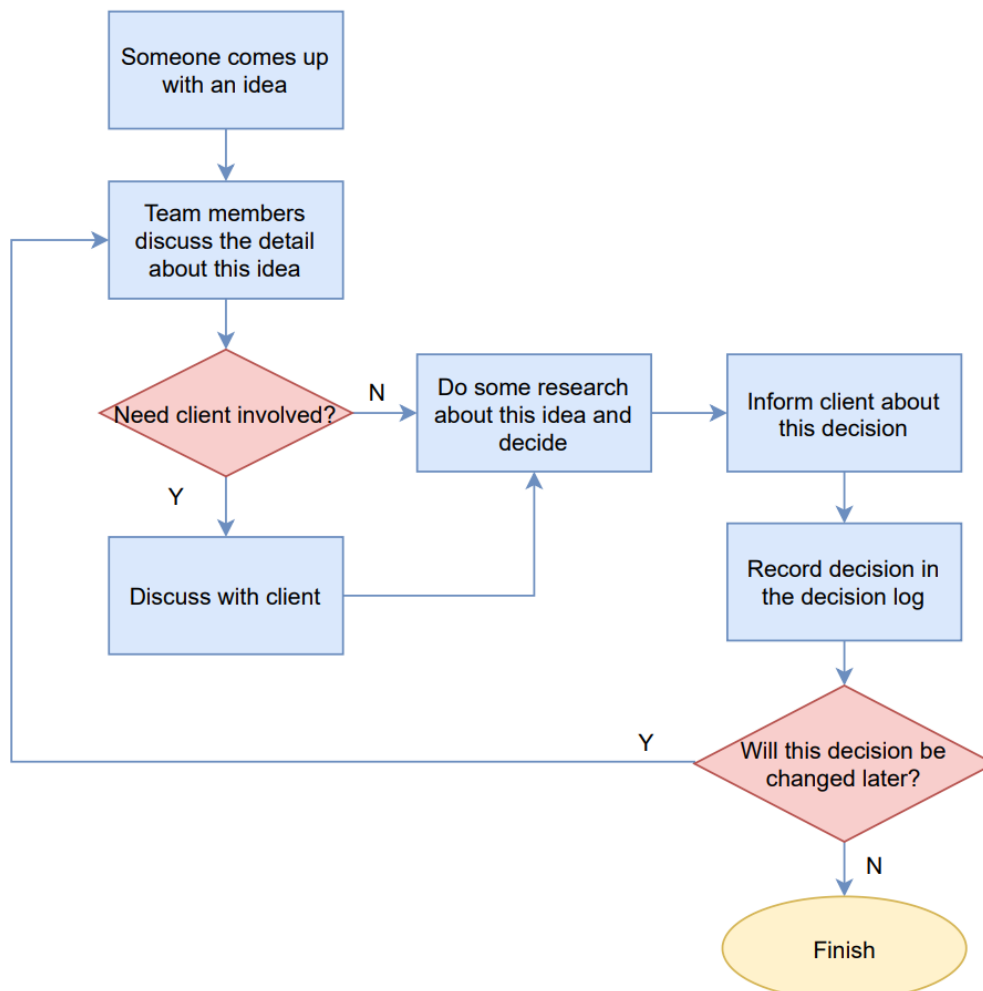 Someone comes up
with an idea
Team members
discuss the detail
about this idea
Need client involved?
N
Do some research
about this idea and
decide
Inform client about
this decision
Y
Discuss with client
Record decision in
the decision log
Will this decision be
changed later?
Y
N
Finish